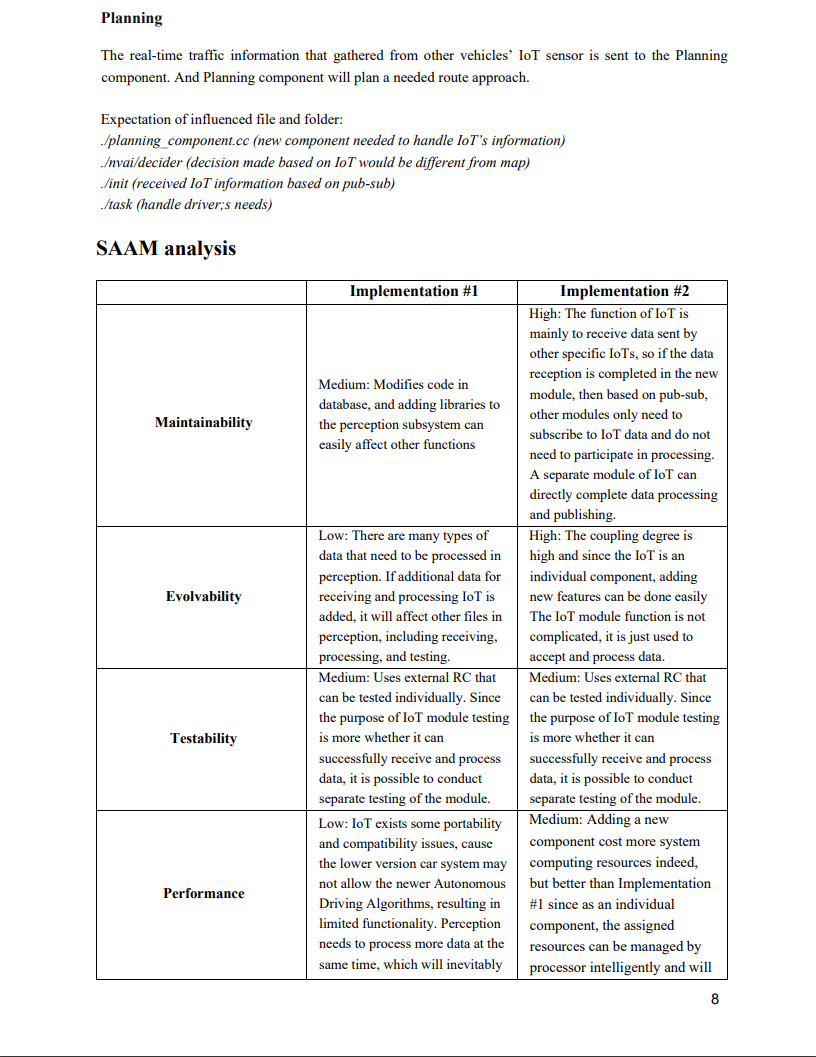 Planning
The real-time traffic information that gathered from other vehicles’ IoT sensor is sent to the Planning
component. And Planning component will plan a needed route approach.
Expectation of influenced file and folder:
./planning_component.cc (new component needed to handle IoT’s information)
./nvai/decider (decision made based on IoT would be different from map)
./init (received IoT information based on pub-sub)
./task (handle driver;s needs)
SAAM analysis
Implementation #1
Implementation #2
Maintainability
Medium: Modifies code in
database, and adding libraries to
the perception subsystem can
easily affect other functions
High: The function of IoT is
mainly to receive data sent by
other specific IoTs, so if the data
reception is completed in the new
module, then based on pub-sub,
other modules only need to
subscribe to IoT data and do not
need to participate in processing.
A separate module of IoT can
directly complete data processing
and publishing.
Evolvability
Low: There are many types of
data that need to be processed in
perception. If additional data for
receiving and processing IoT is
added, it will affect other files in
perception, including receiving,
processing, and testing.
High: The coupling degree is
high and since the IoT is an
individual component, adding
new features can be done easily
The IoT module function is not
complicated, it is just used to
accept and process data.
Testability
Medium: Uses external RC that
can be tested individually. Since
the purpose of IoT module testing
is more whether it can
successfully receive and process
data, it is possible to conduct
separate testing of the module.
Medium: Uses external RC that
can be tested individually. Since
the purpose of IoT module testing
is more whether it can
successfully receive and process
data, it is possible to conduct
separate testing of the module.
Performance
Low: IoT exists some portability
and compatibility issues, cause
the lower version car system may
not allow the newer Autonomous
Driving Algorithms, resulting in
limited functionality. Perception
needs to process more data at the
same time, which will inevitably
Medium: Adding a new
component cost more system
computing resources indeed,
but better than Implementation
#1 since as an individual
component, the assigned
resources can be managed by
processor intelligently and will
8